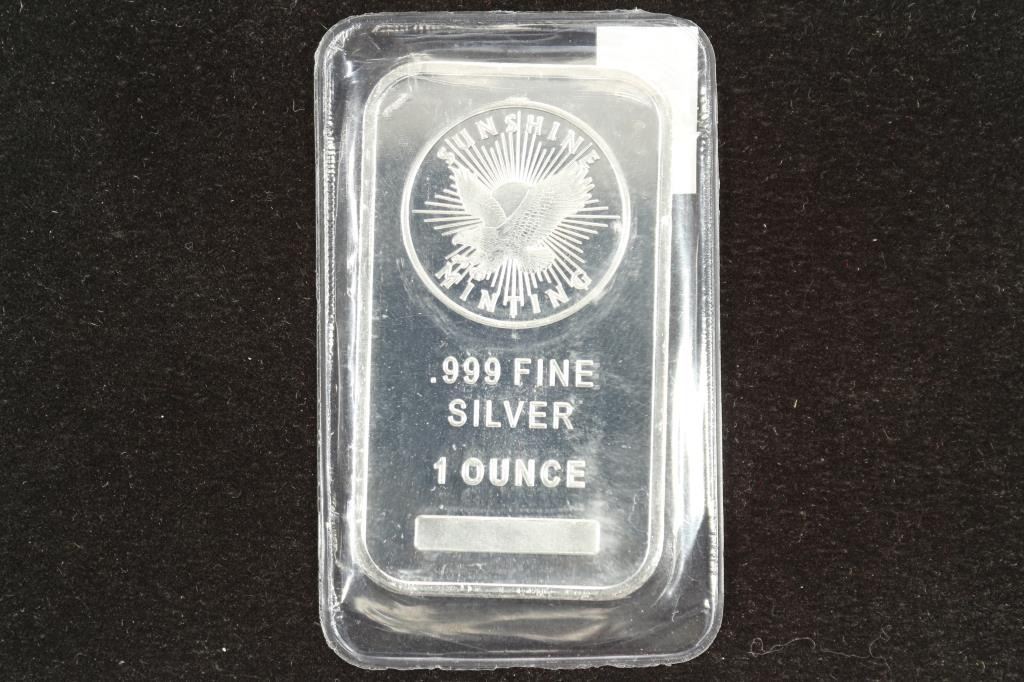 SUNSHINE
MINTING
.999 FINE
SILVER
1 OUNCE